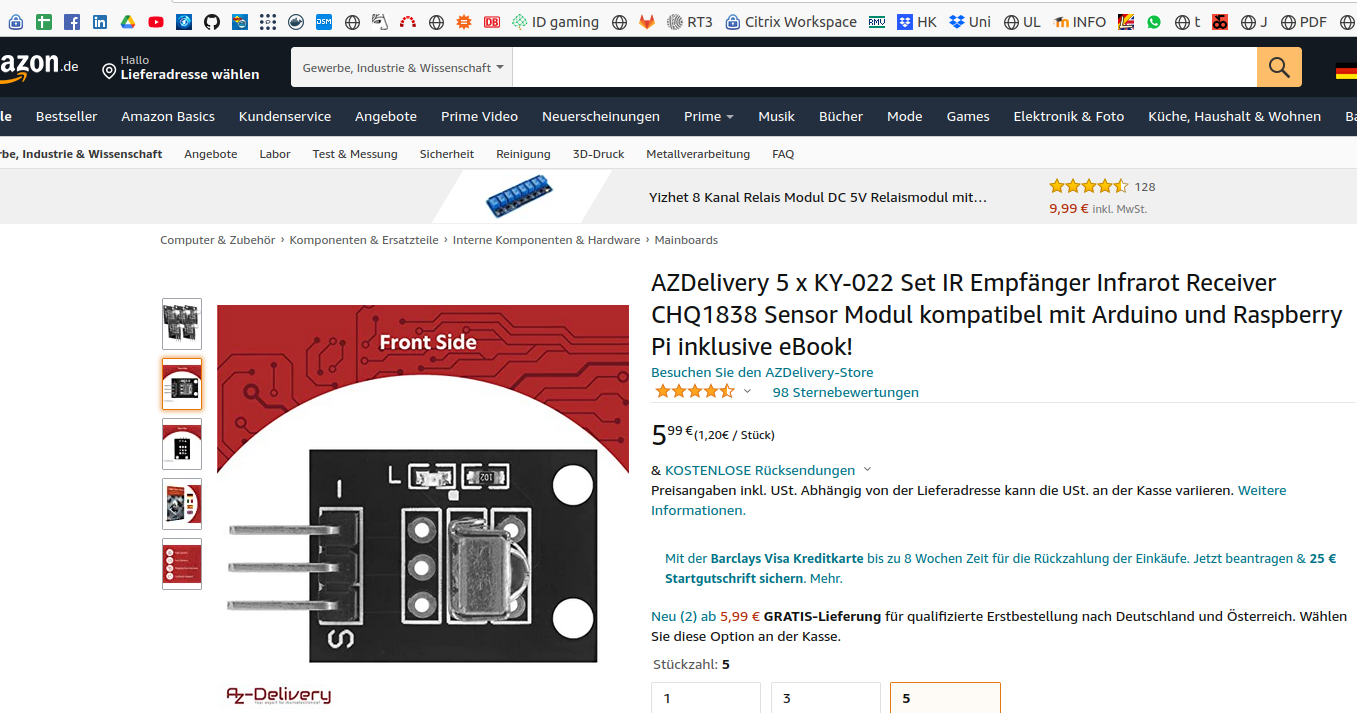 DSM
DB
ID gaming
RT3
Citrix Workspace
RMV
HK
Uni
UL
INFO
t
J
PDF
azon.de
Hallo
Lieferadresse wählen
Gewerbe, Industrie & Wissenschaft
le Bestseller Amazon Basics Kundenservice Angebote Prime Video Neuerscheinungen Prime Musik Bücher Mode Games Elektronik & Foto Küche, Haushalt & Wohnen Ba
rbe, Industrie & Wissenschaft Angebote Labor Test & Messung Sicherheit Reinigung 3D-Druck Metallverarbeitung FAQ
Yizhet 8 Kanal Relais Modul DC 5V Relaismodul mit…
128
9,99 € inkl. MwSt.
Computer & Zubehör › Komponenten & Ersatzteile › Interne Komponenten & Hardware › Mainboards
Front Side
L
102
S
Az-Delivery
AZDelivery 5 x KY-022 Set IR Empfänger Infrarot Receiver
CHQ1838 Sensor Modul kompatibel mit Arduino und Raspberry
Pi inklusive eBook!
Besuchen Sie den AZDelivery-Store
98 Sternebewertungen
5 99 € (1,20€ / Stück)
& KOSTENLOSE Rücksendungen
Preisangaben inkl. USt. Abhängig von der Lieferadresse kann die USt. an der Kasse variieren. Weitere
Informationen.
Mit der Barclays Visa Kreditkarte bis zu 8 Wochen Zeit für die Rückzahlung der Einkäufe. Jetzt beantragen & 25 €
Startgutschrift sichern. Mehr.
Neu (2) ab 5,99 € GRATIS-Lieferung für qualifizierte Erstbestellung nach Deutschland und Österreich. Wählen
Sie diese Option an der Kasse.
Stückzahl: 5
1
3
5